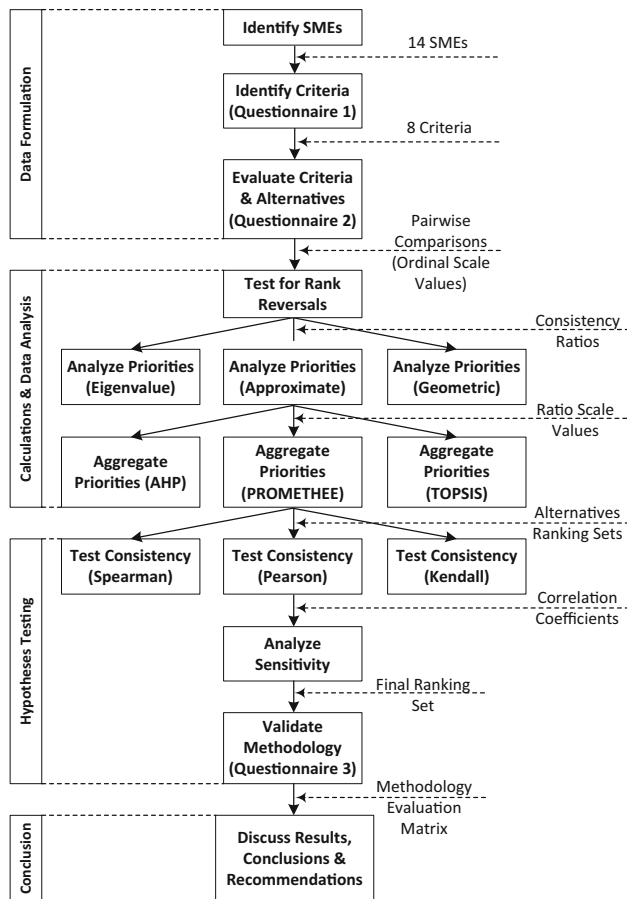 Data Formulation
Identify SMEs
14 SMEs
Identify Criteria
(Questionnaire 1)
8 Criteria
Evaluate Criteria
& Alternatives
(Questionnaire 2)
Pairwise
Comparisons
(Ordinal Scale
Values)
Calculations & Data Analysis
Test for Rank
Reversals
Consistency
Ratios
Analyze Priorities
(Eigenvalue)
Analyze Priorities
(Approximate)
Analyze Priorities
(Geometric)
Ratio Scale
Values
Aggregate
Priorities (AHP)
Aggregate
Priorities
(PROMETHEE)
Aggregate
Priorities
(TOPSIS)
Alternatives
Ranking Sets
Hypotheses Testing
Test Consistency
(Spearman)
Test Consistency
(Pearson)
Test Consistency
(Kendall)
Correlation
Coefficients
Analyze
Sensitivity
Final Ranking
Set
Validate
Methodology
(Questionnaire 3)
Methodology
Evaluation
Matrix
Conclusion
Discuss Results,
Conclusions &
Recommendations